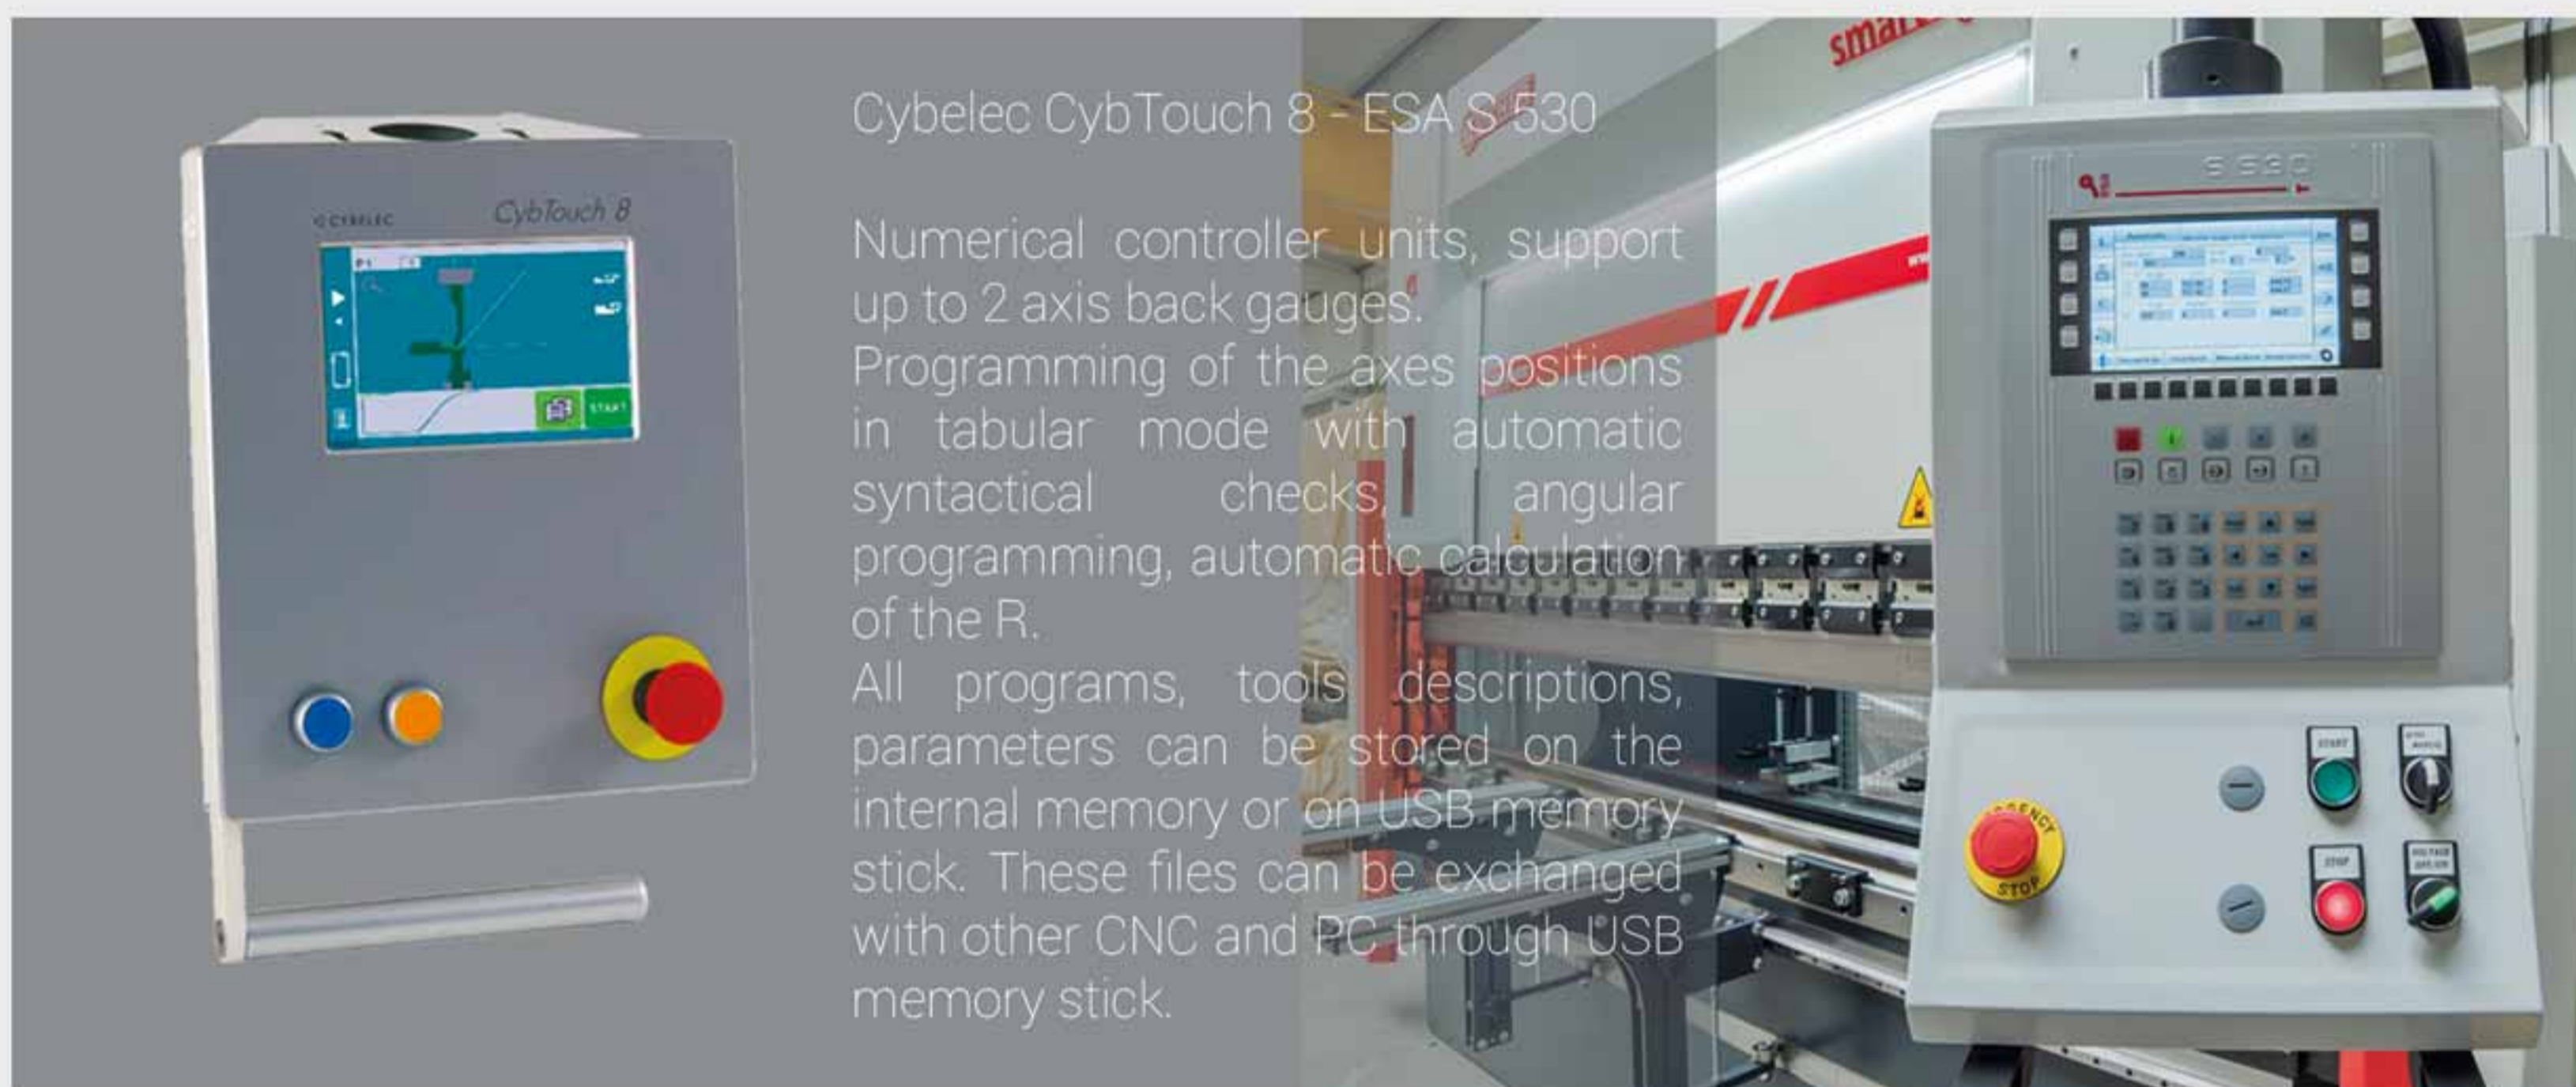 Cybelec CybTouch 8 - ESA S 530
Numerical controller units, support
up to 2 axis back gauges.
Programming of the axes positions
in tabular mode with automatic
syntactical checks, angular
programming, automatic calculation
of the R.
All programs, tools descriptions,
parameters can be stored on the
internal memory or on USB memory
stick. These files can be exchanged
with other CNC and PC through USB
memory stick.
CYBELEC CybTouch 8
P1
START
S 530
esa
START
STOP
STOP